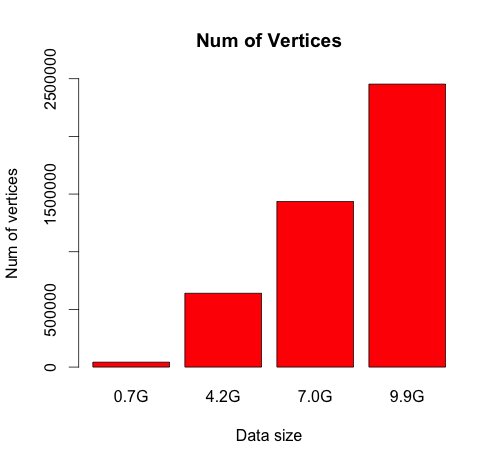 Num of Vertices
Num of vertices
2500000
1500000
500000
0
0.7G 4.2G 7.0G 9.9G
Data size